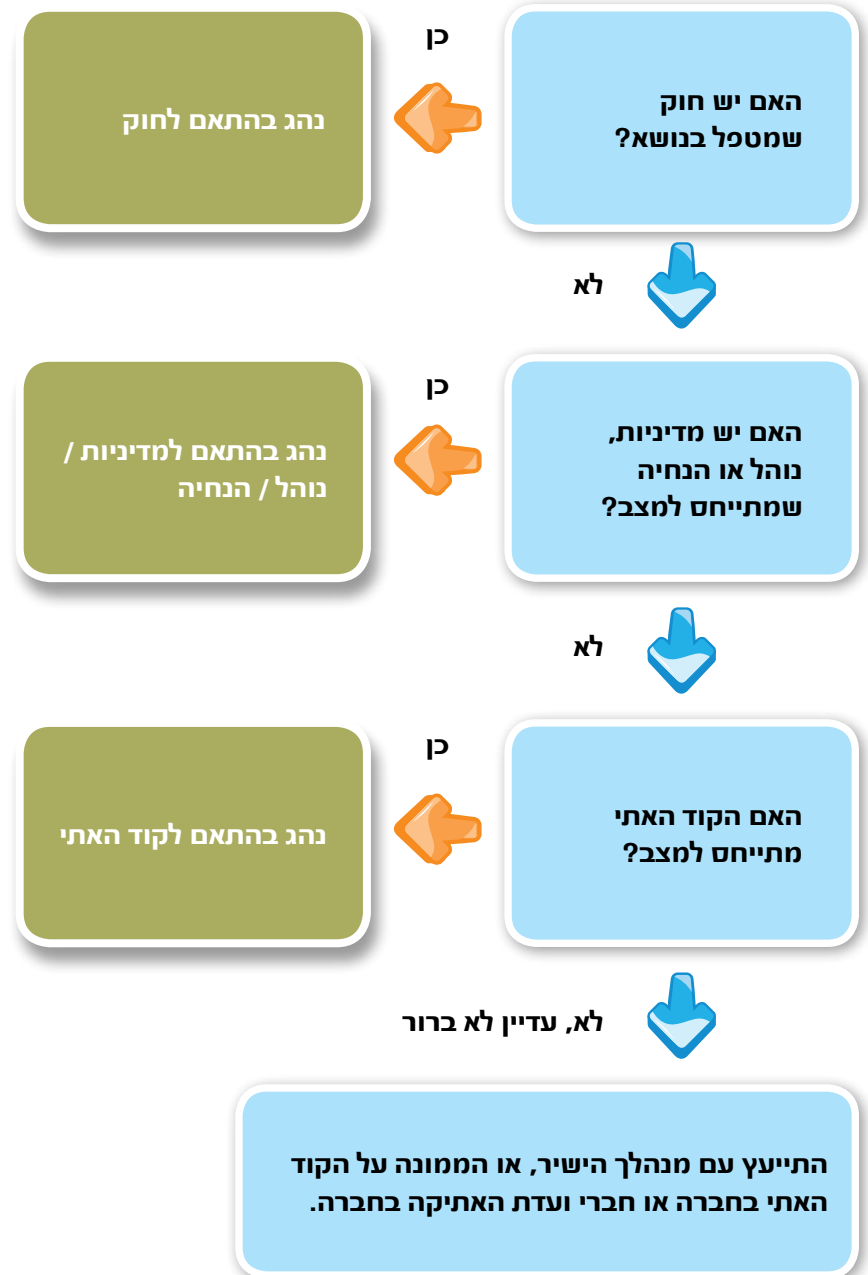 האם יש חוק
שמטפל בנושא?
כן
נהג בהתאם לחוק
לא
האם יש מדיניות,
נוהל או הנחיה
שמתייחס למצב?
כן
נהג בהתאם למדיניות /
נוהל / הנחיה
לא
האם הקוד האתי
מתייחס למצב?
כן
נהג בהתאם לקוד האתי
לא, עדיין לא ברור
התייעץ עם מנהלך הישיר, או הממונה על הקוד
האתי בחברה או חברי ועדת האתיקה בחברה.